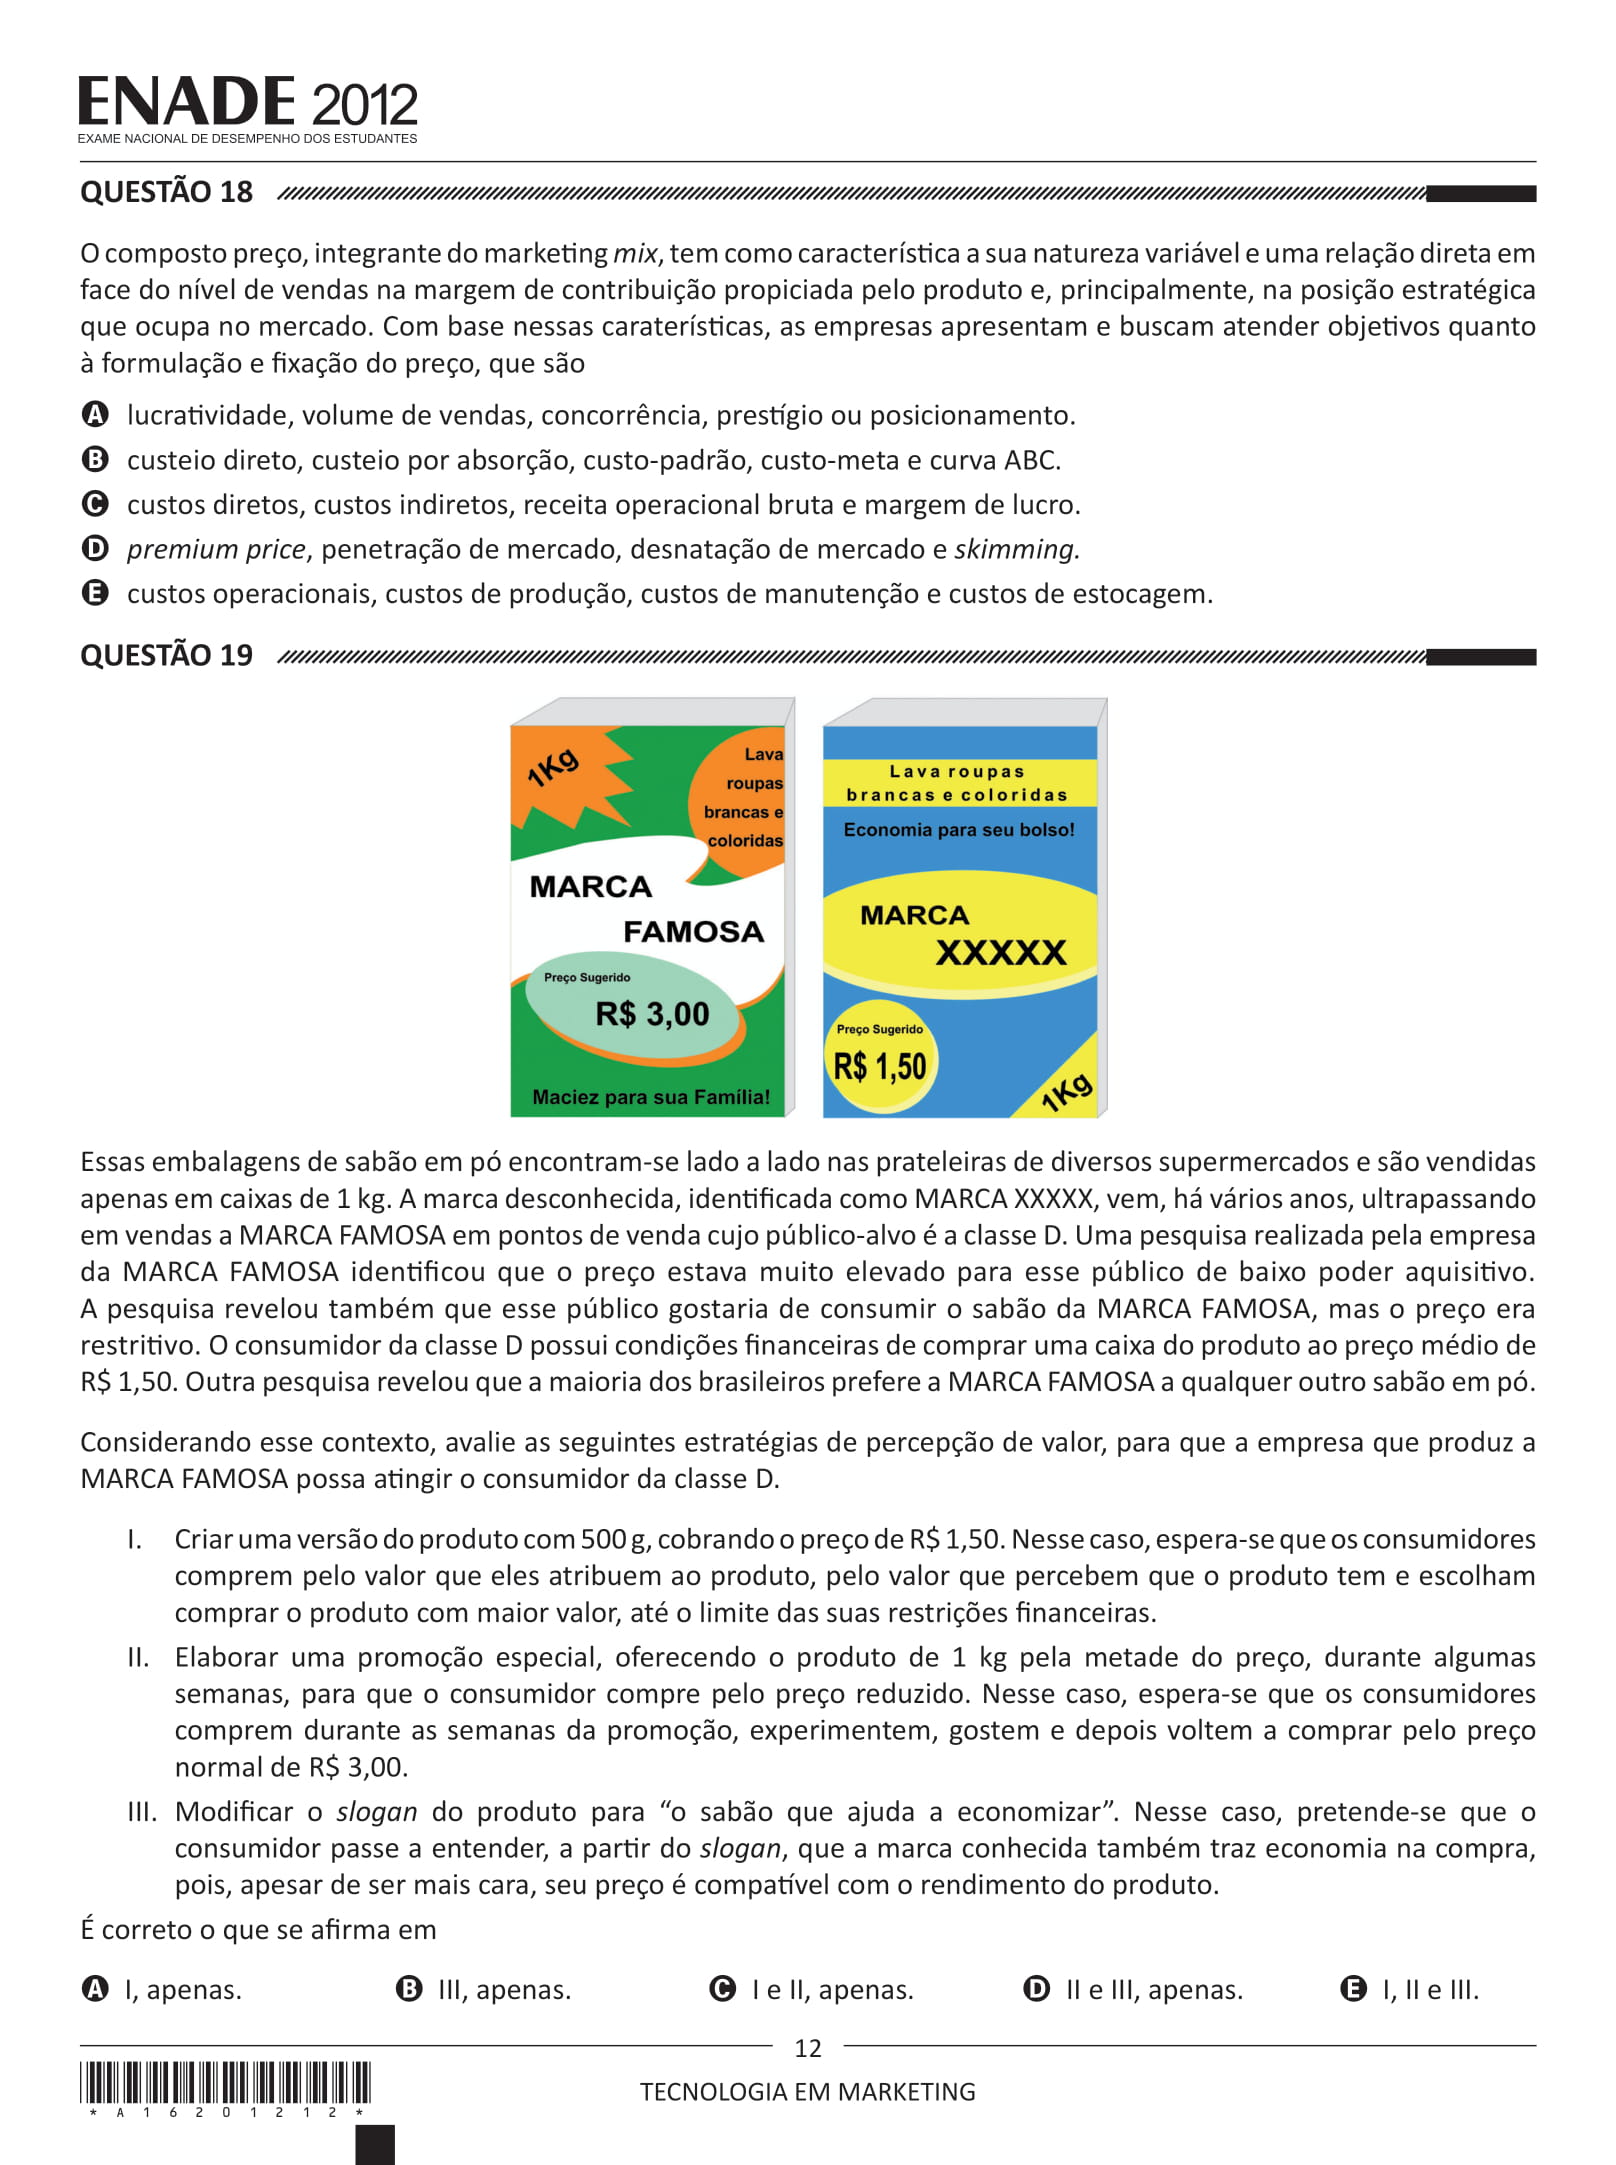 ENADE 2012
EXAME NACIONAL DE DESEMPENHO DOS ESTUDANTES
QUESTÃO 18
O composto preço, integrante do marketing mix, tem como característica a sua natureza variável e uma relação direta em
face do nível de vendas na margem de contribuição propiciada pelo produto e, principalmente, na posição estratégica
que ocupa no mercado. Com base nessas caraterísticas, as empresas apresentam e buscam atender objetivos quanto
à formulação e fixação do preço, que são
A lucratividade, volume de vendas, concorrência, prestígio ou posicionamento.
B custeio direto, custeio por absorção, custo-padrão, custo-meta e curva ABC.
C custos diretos, custos indiretos, receita operacional bruta e margem de lucro.
D premium price, penetração de mercado, desnatação de mercado e skimming.
E custos operacionais, custos de produção, custos de manutenção e custos de estocagem.
QUESTÃO 19
1Kg
Lava
roupas
brancas e
coloridas
MARCA
FAMOSA
Preço Sugerido
R$ 3,00
Maciez para sua Família!
Lava roupas
brancas e coloridas
Economia para seu bolso!
MARCA
XXXXX
Preço Sugerido
R$ 1,50
1Kg
Essas embalagens de sabão em pó encontram-se lado a lado nas prateleiras de diversos supermercados e são vendidas
apenas em caixas de 1 kg. A marca desconhecida, identificada como MARCA XXXXX, vem, há vários anos, ultrapassando
em vendas a MARCA FAMOSA em pontos de venda cujo público-alvo é a classe D. Uma pesquisa realizada pela empresa
da MARCA FAMOSA identificou que o preço estava muito elevado para esse público de baixo poder aquisitivo.
A pesquisa revelou também que esse público gostaria de consumir o sabão da MARCA FAMOSA, mas o preço era
restritivo. O consumidor da classe D possui condições financeiras de comprar uma caixa do produto ao preço médio de
R$ 1,50. Outra pesquisa revelou que a maioria dos brasileiros prefere a MARCA FAMOSA a qualquer outro sabão em pó.
Considerando esse contexto, avalie as seguintes estratégias de percepção de valor, para que a empresa que produz a
MARCA FAMOSA possa atingir o consumidor da classe D.
I. Criar uma versão do produto com 500 g, cobrando o preço de R$ 1,50. Nesse caso, espera-se que os consumidores
comprem pelo valor que eles atribuem ao produto, pelo valor que percebem que o produto tem e escolham
comprar o produto com maior valor, até o limite das suas restrições financeiras.
II. Elaborar uma promoção especial, oferecendo o produto de 1 kg pela metade do preço, durante algumas
semanas, para que o consumidor compre pelo preço reduzido. Nesse caso, espera-se que os consumidores
comprem durante as semanas da promoção, experimentem, gostem e depois voltem a comprar pelo preço
normal de R$ 3,00.
III. Modificar o slogan do produto para “o sabão que ajuda a economizar”. Nesse caso, pretende-se que o
consumidor passe a entender, a partir do slogan, que a marca conhecida também traz economia na compra,
pois, apesar de ser mais cara, seu preço é compatível com o rendimento do produto.
É correto o que se afirma em
A I, apenas. B III, apenas. C I e II, apenas. D II e III, apenas. E I, II e III.
12
TECNOLOGIA EM MARKETING
* A 1 6 2 0 1 2 1 2 *